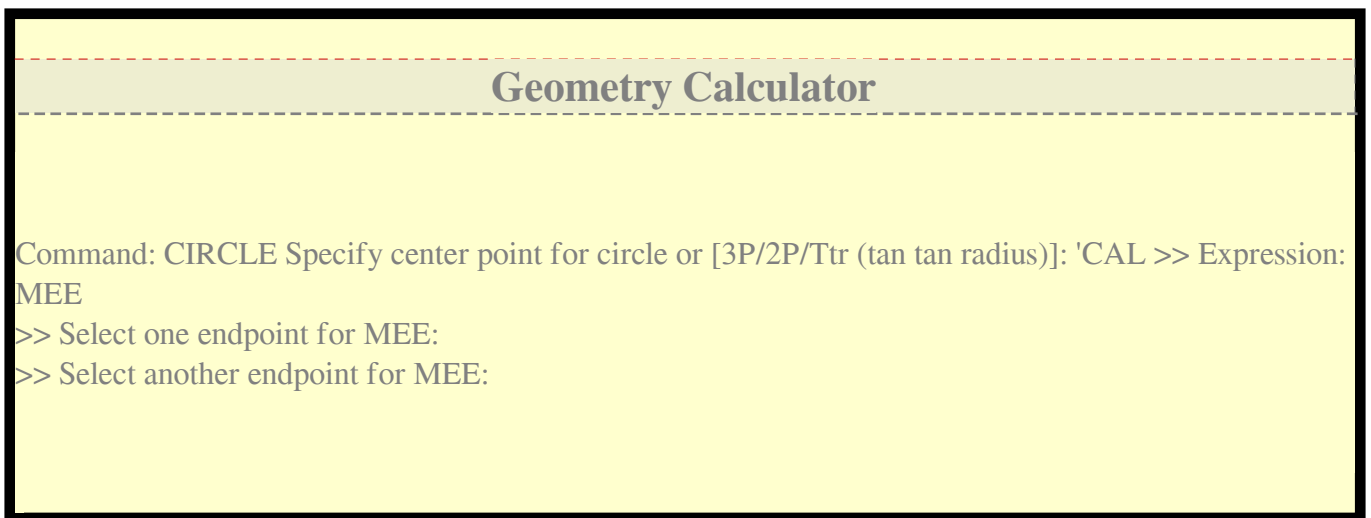 Geometry Calculator
Command: CIRCLE Specify center point for circle or [3P/2P/Ttr (tan tan radius)]: 'CAL >> Expression:
MEE
>> Select one endpoint for MEE:
>> Select another endpoint for MEE: